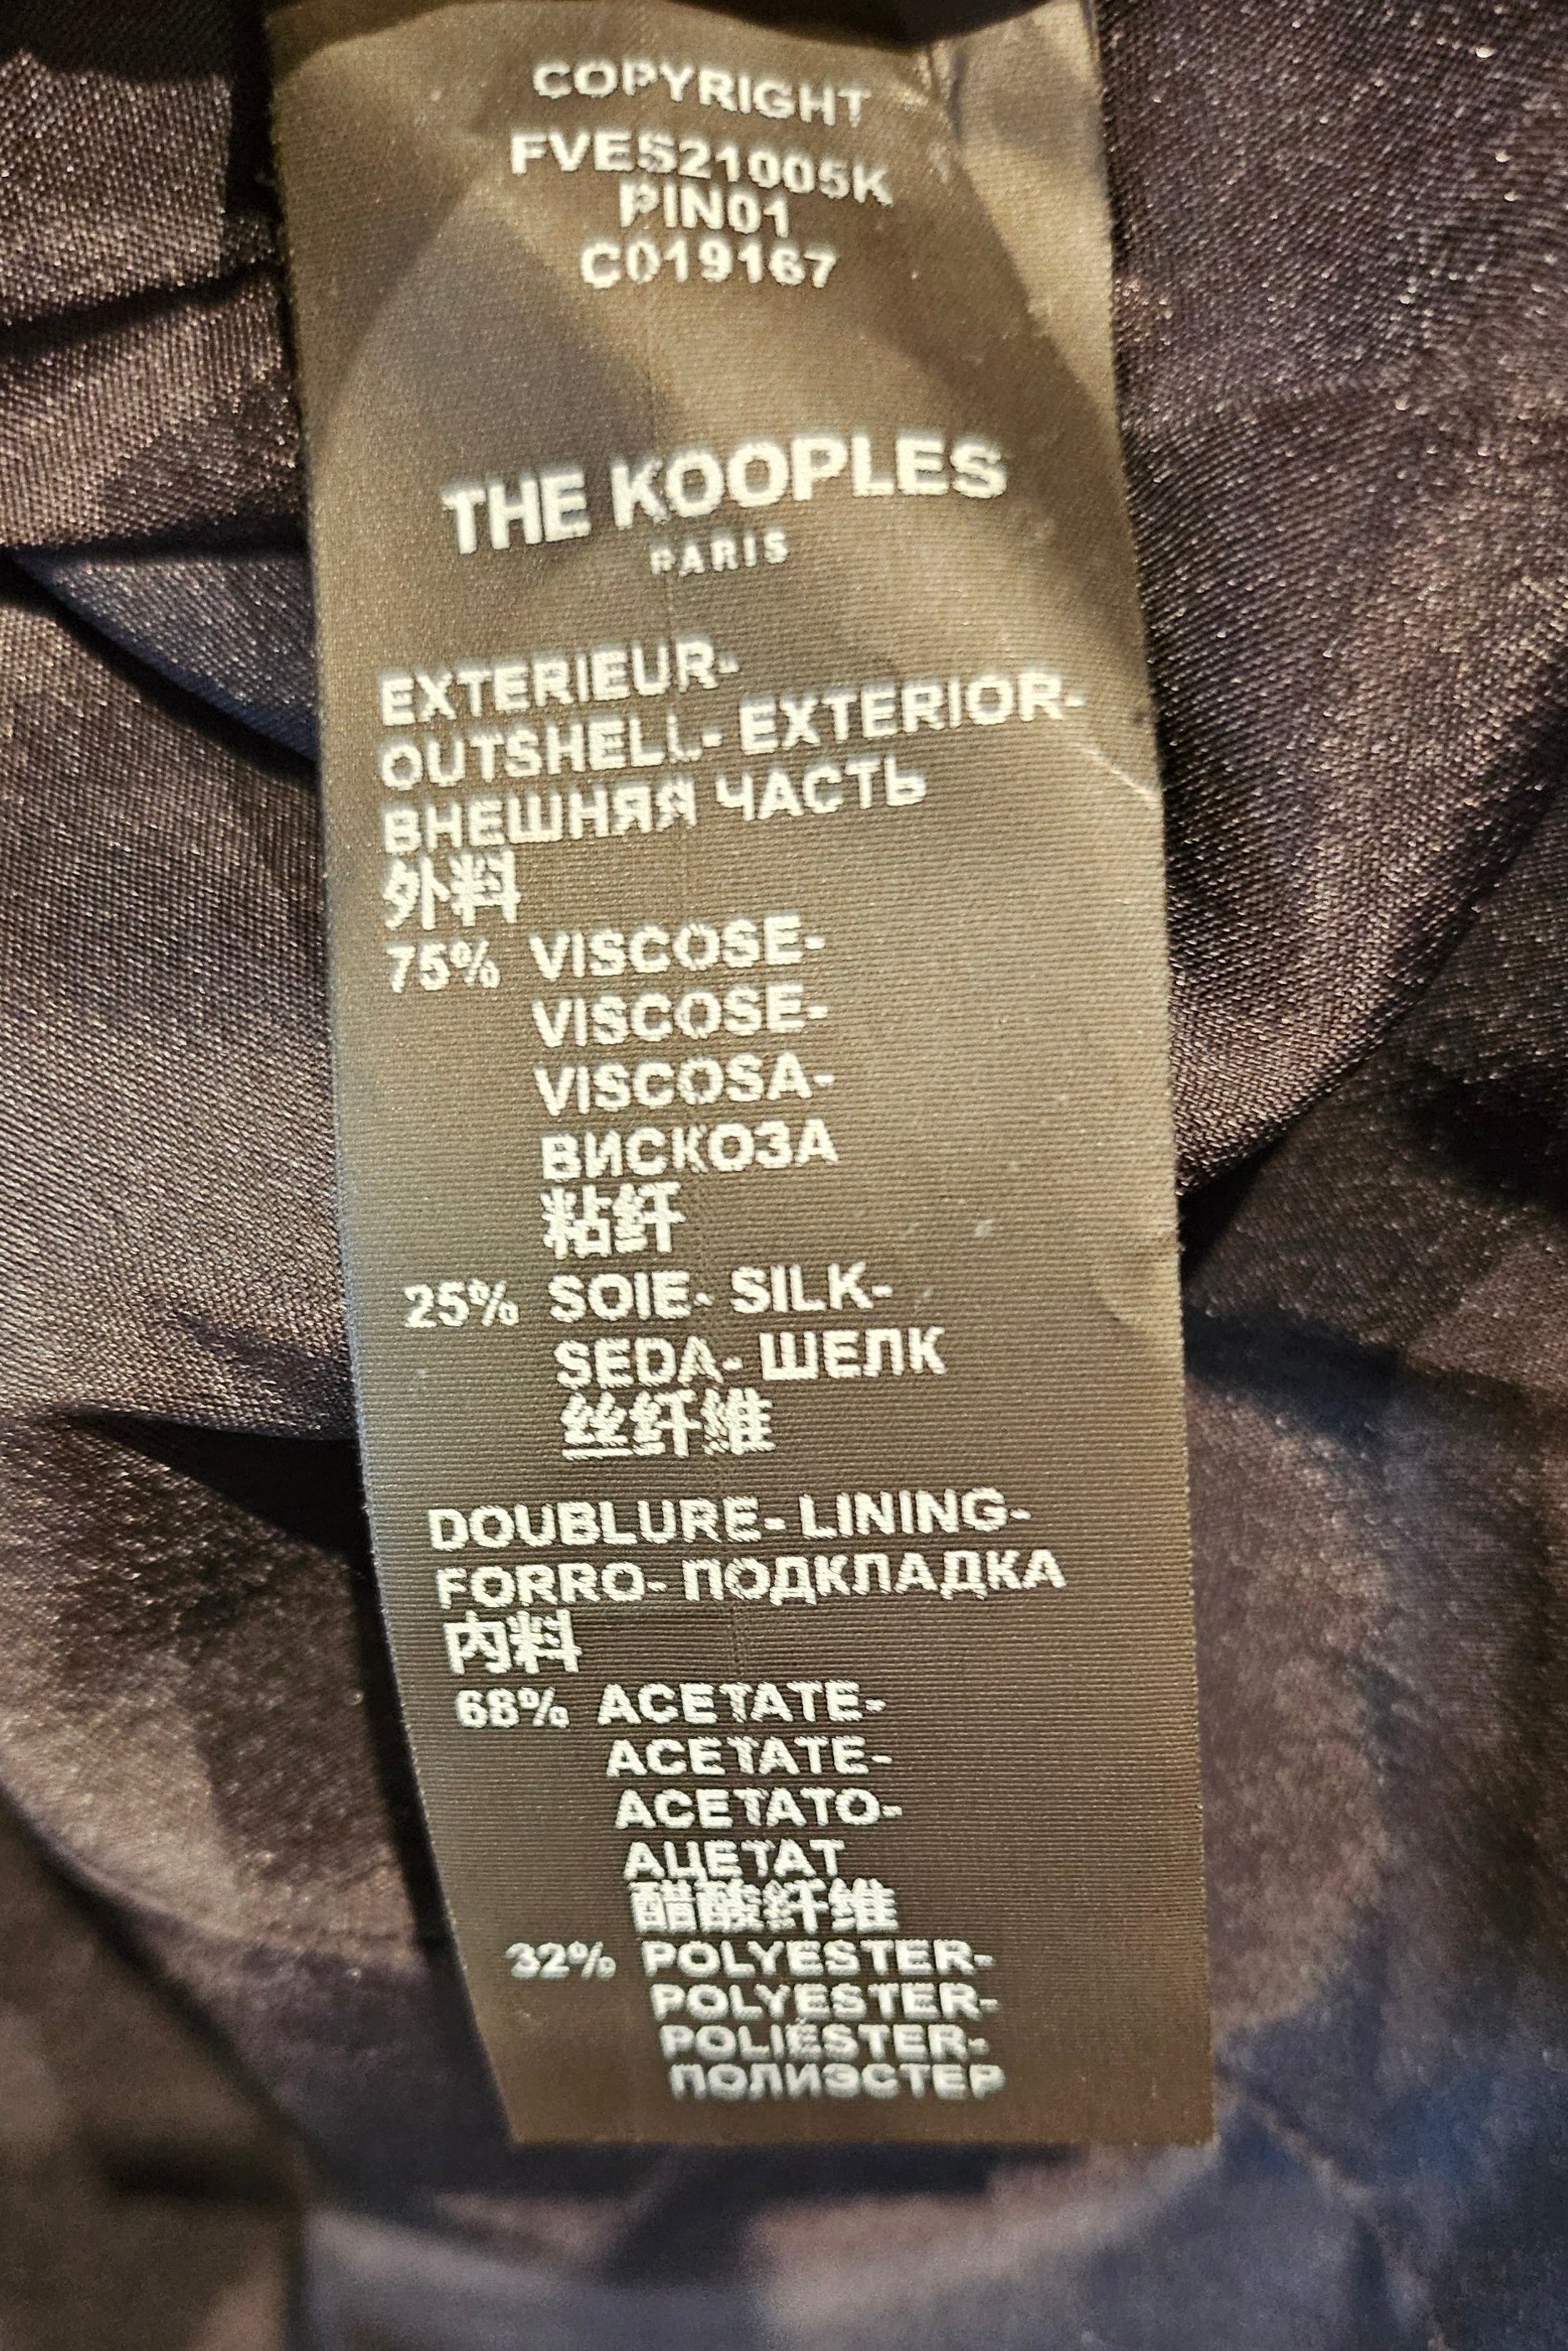 COPYRIGHT
FVES21005K
PIN01
C019167
THE KOOPLES
PARIS
EXTERIEUR-
OUTSHELL- EXTERIOR-
ВНЕШНЯЯ ЧАСТЬ
外料
75% VISCOSE-
VISCOSE-
VISCOSA-
ВИСКОЗА
粘纤
25% SOIE- SILK-
SEDA- ШЕЛК
丝纤维
DOUBLURE- LINING-
FORRO- ПОДКЛАДКА
内料
68% ACETATE-
ACETATE-
ACETATO-
АЦЕТАТ
醋酸纤维
32% POLYESTER-
POLYESTER-
POLIÉSTER-
ПОЛИЭСТЕР